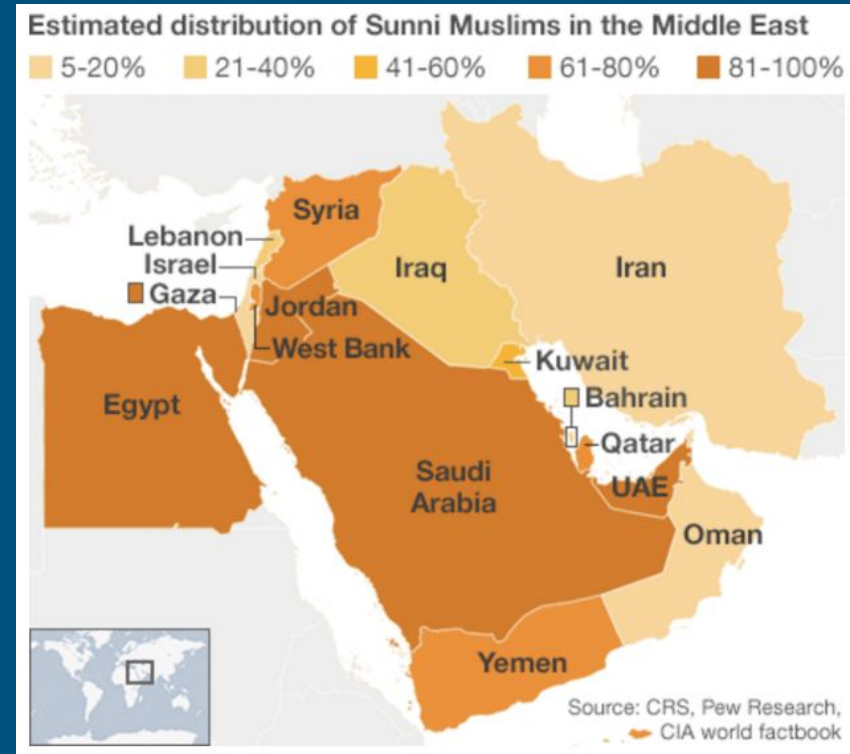 Estimated distribution of Sunni Muslims in the Middle East
5-20% 21-40% 41-60% 61-80% 81-100%
Syria
Lebanon
Israel
Iraq
Iran
Gaza
Jordan
West Bank
Kuwait
Egypt
Bahrain
Qatar
Saudi
Arabia
UAE
Oman
Yemen
Source: CRS, Pew Research,
CIA world factbook